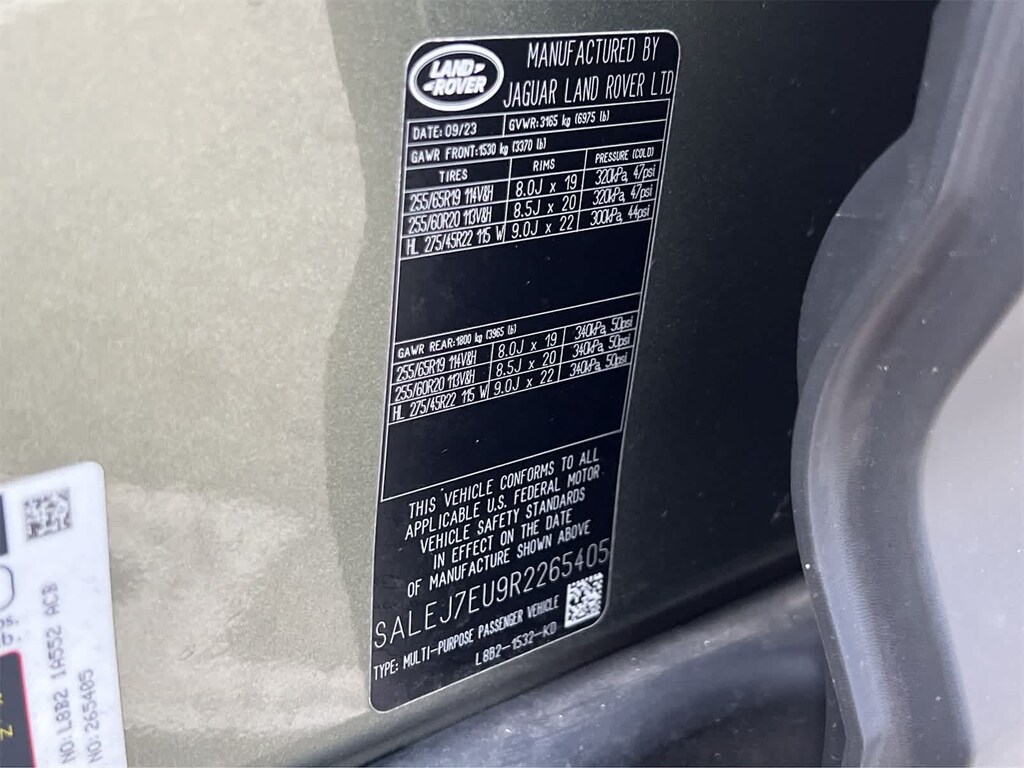 LAND
ROVER
MANUFACTURED BY
JAGUAR LAND ROVER LTD
DATE: 09/23 GVWR: 3165 kg (6975 lb)
GAWR FRONT: 1530 kg (3370 lb)
TIRES RIMS PRESSURE (COLD)
255/65R19 114V&H 8.0J x 19 320kPa, 47psi
255/60R20 113V&H 8.5J x 20 320kPa, 47psi
HL 275/45R22 115 W 9.0J x 22 300kPa, 44psi
GAWR REAR: 1800 kg (3965 lb)
255/65R19 114V&H 8.0J x 19 340kPa, 50psi
255/60R20 113V&H 8.5J x 20 340kPa, 50psi
HL 275/45R22 115 W 9.0J x 22 340kPa, 50psi
THIS VEHICLE CONFORMS TO ALL
APPLICABLE U.S. FEDERAL MOTOR
VEHICLE SAFETY STANDARDS
IN EFFECT ON THE DATE
OF MANUFACTURE SHOWN ABOVE
SALEJ7EU9R2265405
TYPE: MULTI-PURPOSE PASSENGER VEHICLE
L8B2-1532-KD
NO: L8B2 1A552 ACB
NO: 265405